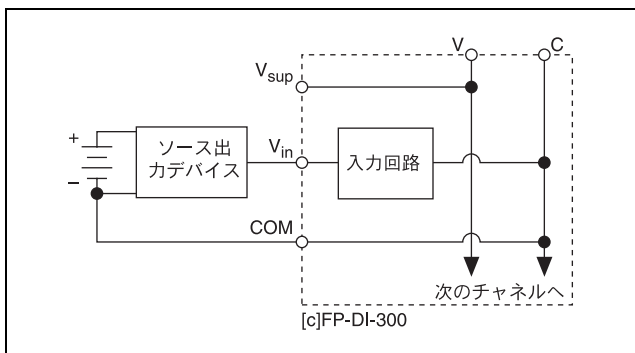 V
C
Vsup
+
ソース出
力デバイス
Vin
入力回路
−
COM
次のチャネルへ
[c]FP-DI-300